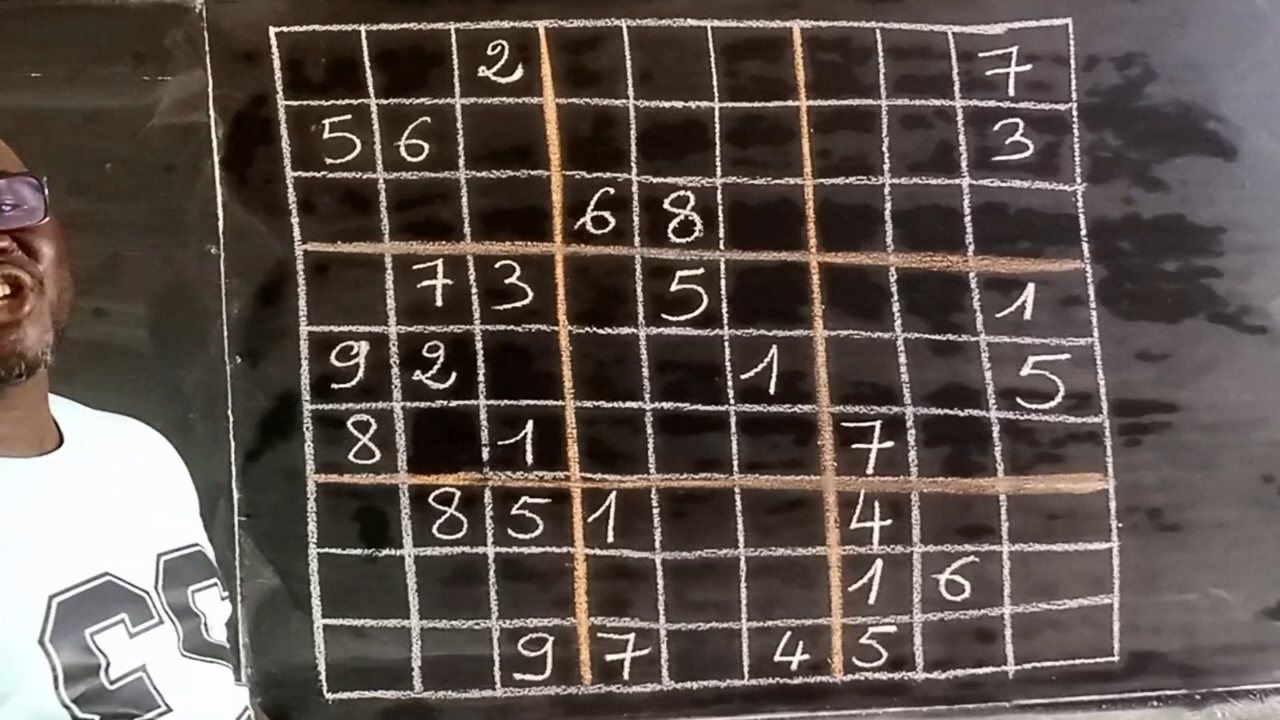 2 7
5 6 3
6 8
7 3 5 1
9 2 1 5
8 1 7
8 5 1 4
1 6
9 7 4 5